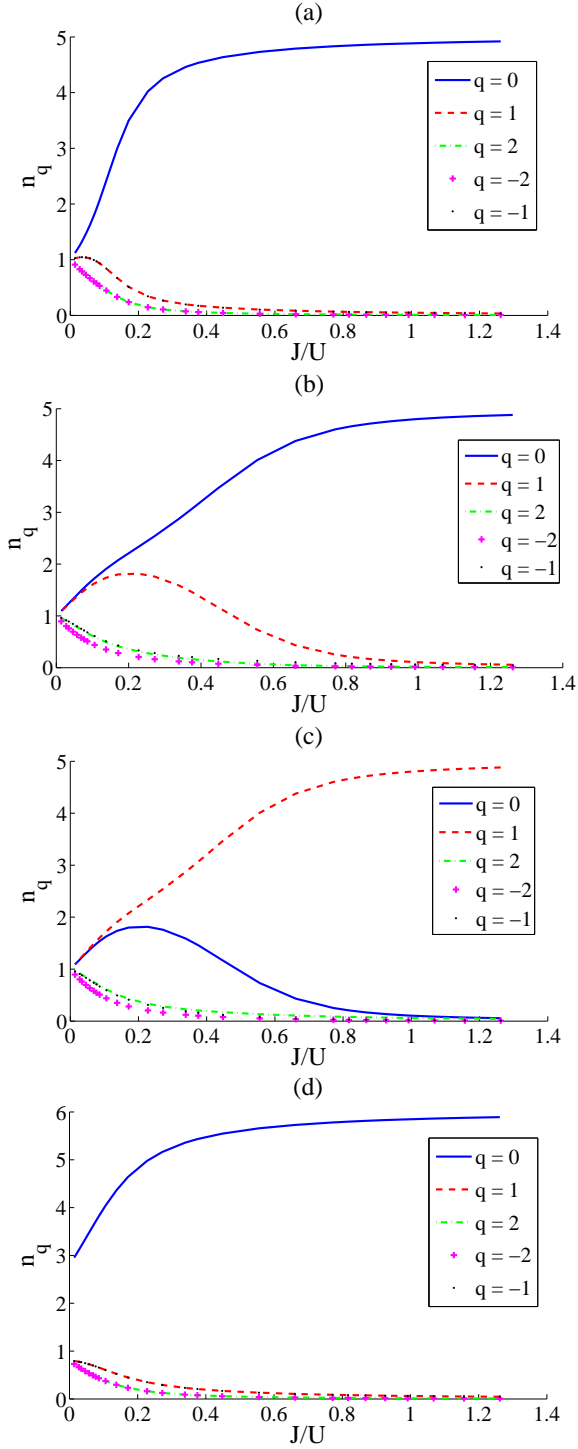 (a)
5
4
3
2
1
0
n_q
0 0.2 0.4 0.6 0.8 1 1.2 1.4
J/U
q = 0
q = 1
q = 2
q = −2
q = −1
(b)
5
4
3
2
1
0
n_q
0 0.2 0.4 0.6 0.8 1 1.2 1.4
J/U
q = 0
q = 1
q = 2
q = −2
q = −1
(c)
5
4
3
2
1
0
n_q
0 0.2 0.4 0.6 0.8 1 1.2 1.4
J/U
q = 0
q = 1
q = 2
q = −2
q = −1
(d)
6
5
4
3
2
1
0
n_q
0 0.2 0.4 0.6 0.8 1 1.2 1.4
J/U
q = 0
q = 1
q = 2
q = −2
q = −1